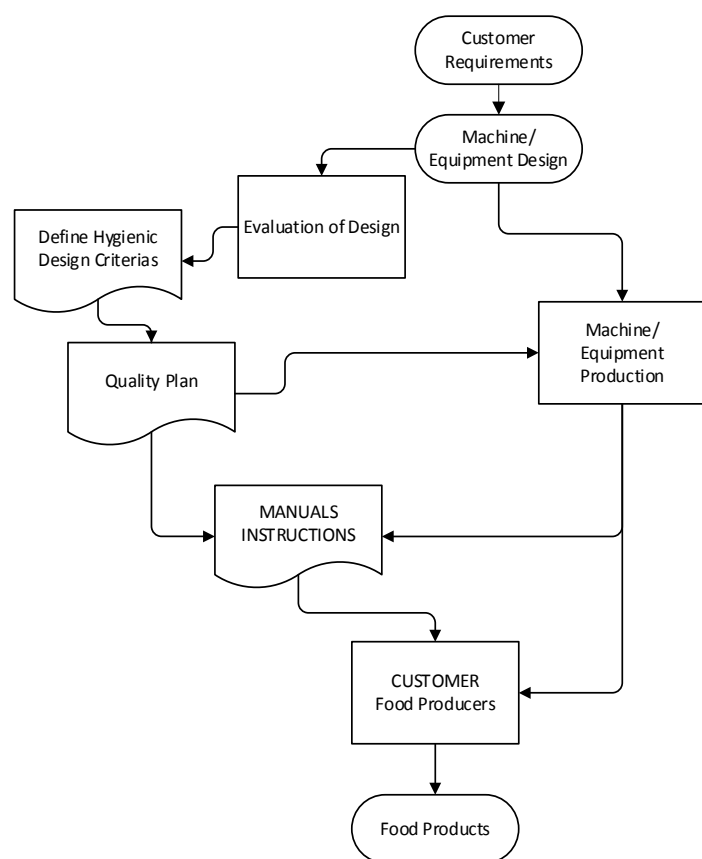 Customer
Requirements
Machine/
Equipment Design
Evaluation of Design
Define Hygienic
Design Criterias
Machine/
Equipment
Production
Quality Plan
MANUALS
INSTRUCTIONS
CUSTOMER
Food Producers
Food Products